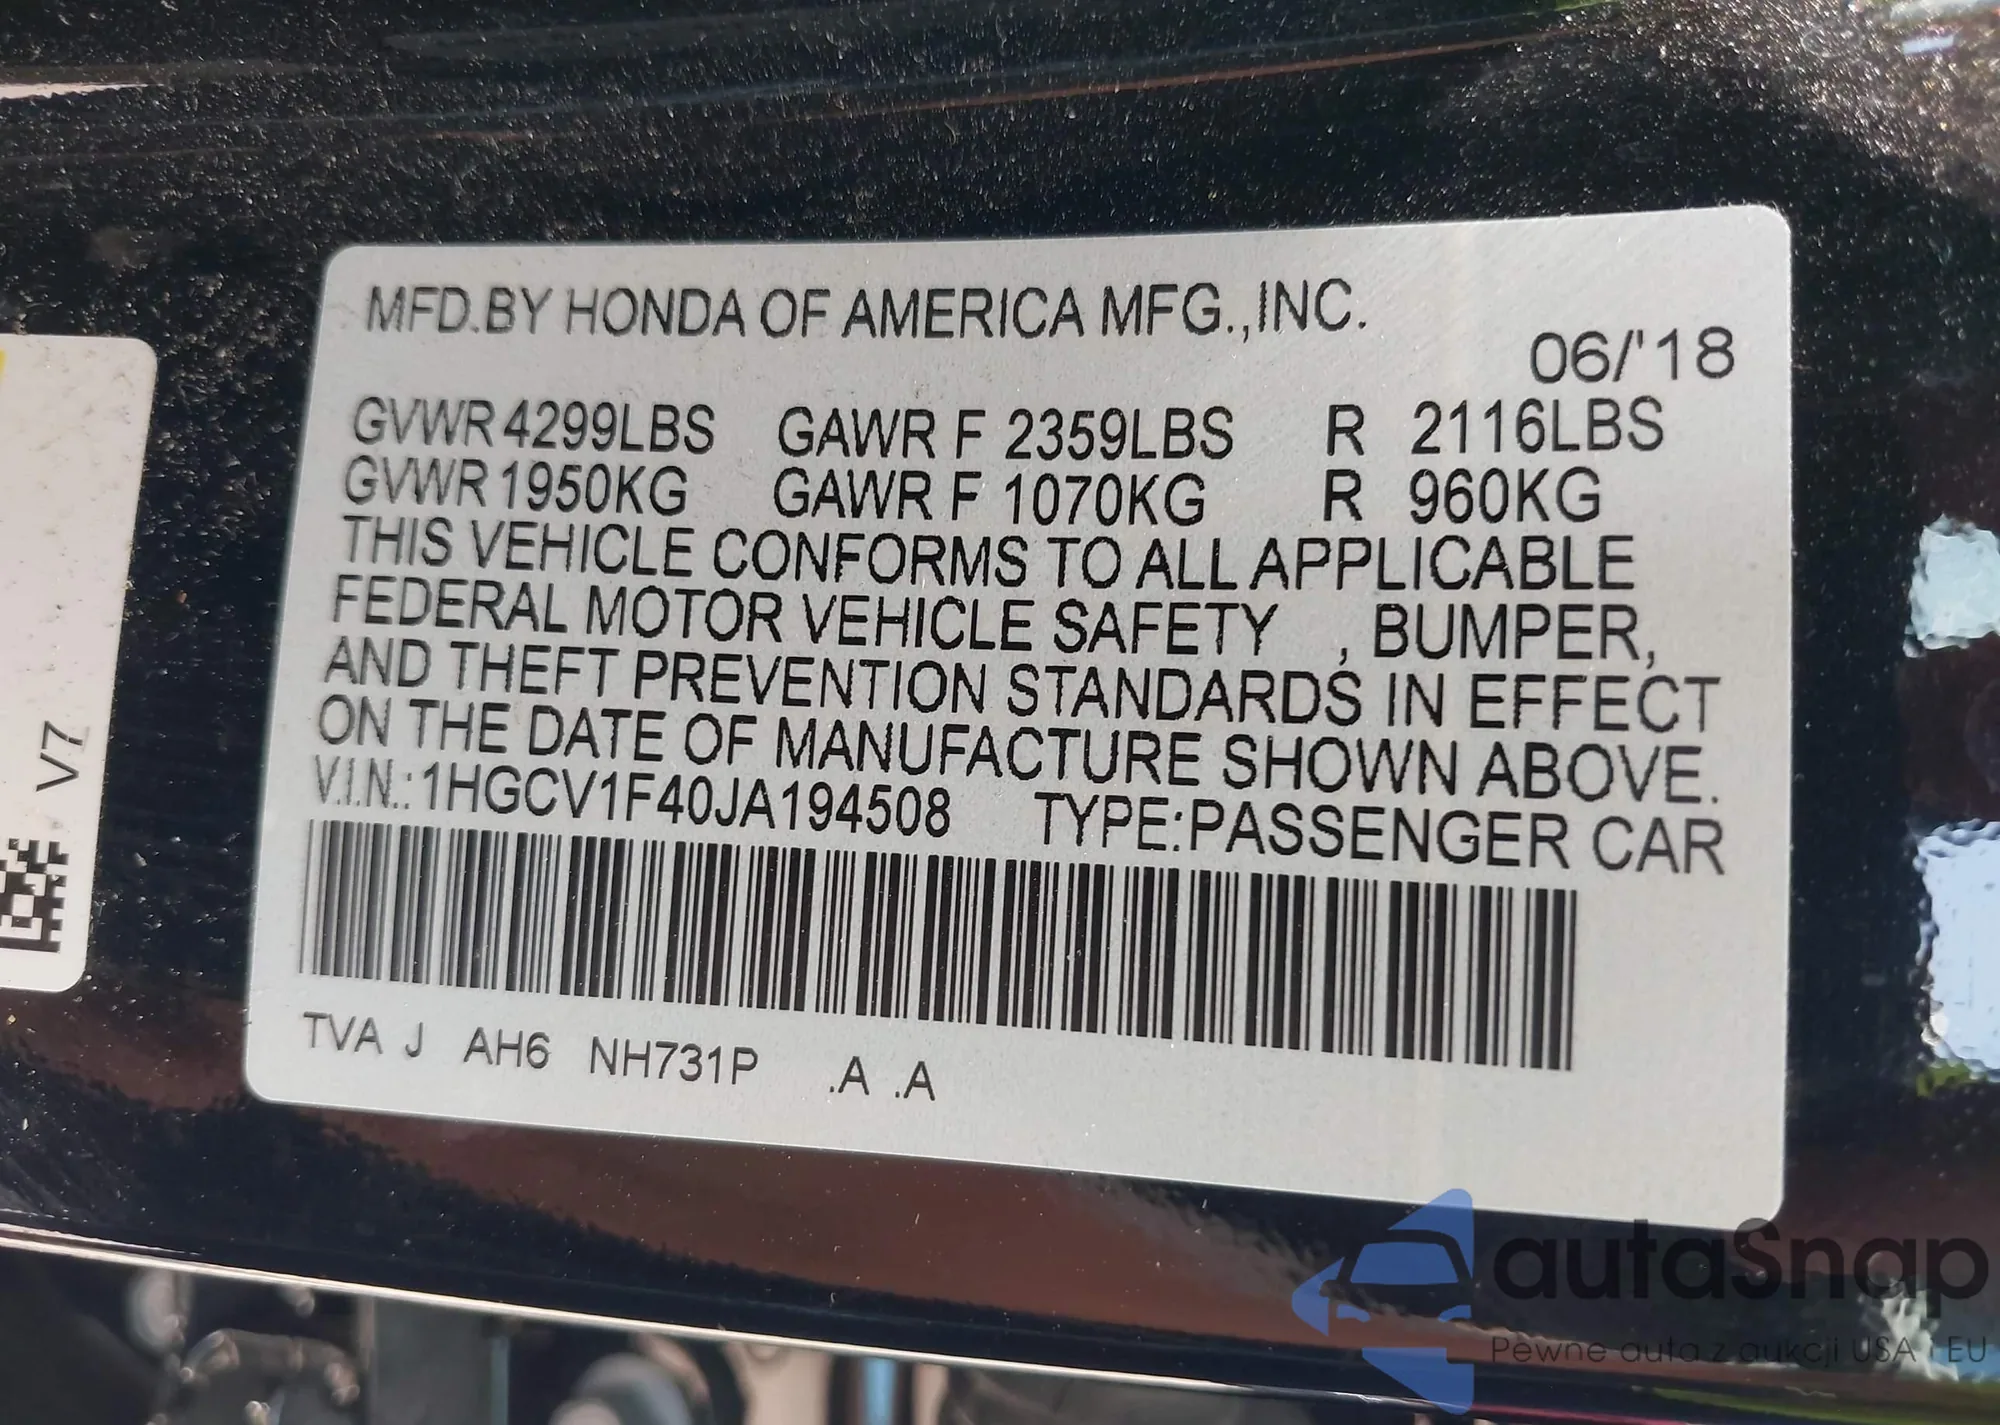 MFD.BY HONDA OF AMERICA MFG.,INC.
06/'18
GVWR 4299LBS GAWR F 2359LBS R 2116LBS
GVWR 1950KG GAWR F 1070KG R 960KG
THIS VEHICLE CONFORMS TO ALL APPLICABLE
FEDERAL MOTOR VEHICLE SAFETY , BUMPER,
AND THEFT PREVENTION STANDARDS IN EFFECT
ON THE DATE OF MANUFACTURE SHOWN ABOVE.
V.I.N.:1HGCV1F40JA194508 TYPE:PASSENGER CAR
TVA J AH6 NH731P .A .A
V7
autaSnap
Pewne auta z aukcji USA i EU